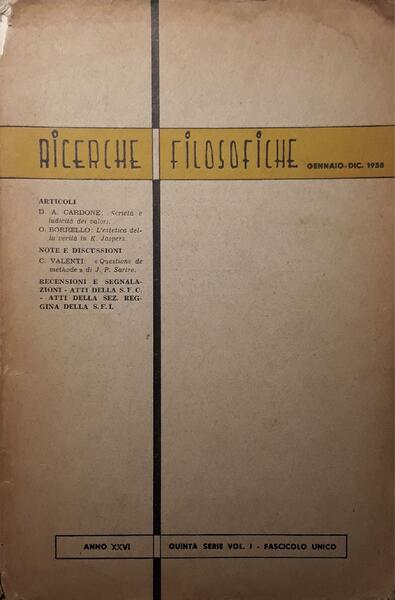 RICERCHE FILOSOFICHE GENNAIO-DIC. 1958
ARTICOLI
D. A. CARDONE: Serietà e
ludicità dei valori.
O. BORRELLO: L'estetica del-
la verità in K. Jaspers.
NOTE E DISCUSSIONI
C. VALENTI: «Questions de
méthode» di J. P. Sartre.
RECENSIONI E SEGNALA-
ZIONI - ATTI DELLA S.F.C.
- ATTI DELLA SEZ. REG-
GINA DELLA S.F.I.
ANNO XXVI QUINTA SERIE VOL. I - FASCICOLO UNICO